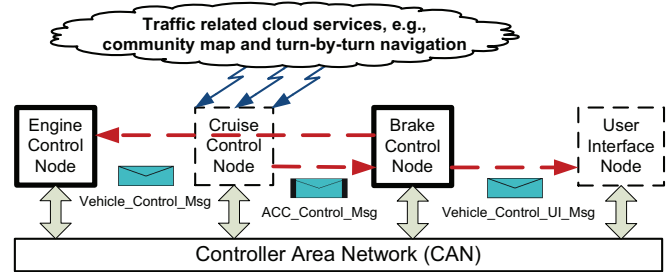 Traffic related cloud services, e.g.,
community map and turn-by-turn navigation
Engine
Control
Node
Cruise
Control
Node
Brake
Control
Node
User
Interface
Node
Vehicle_Control_Msg
ACC_Control_Msg
Vehicle_Control_UI_Msg
Controller Area Network (CAN)